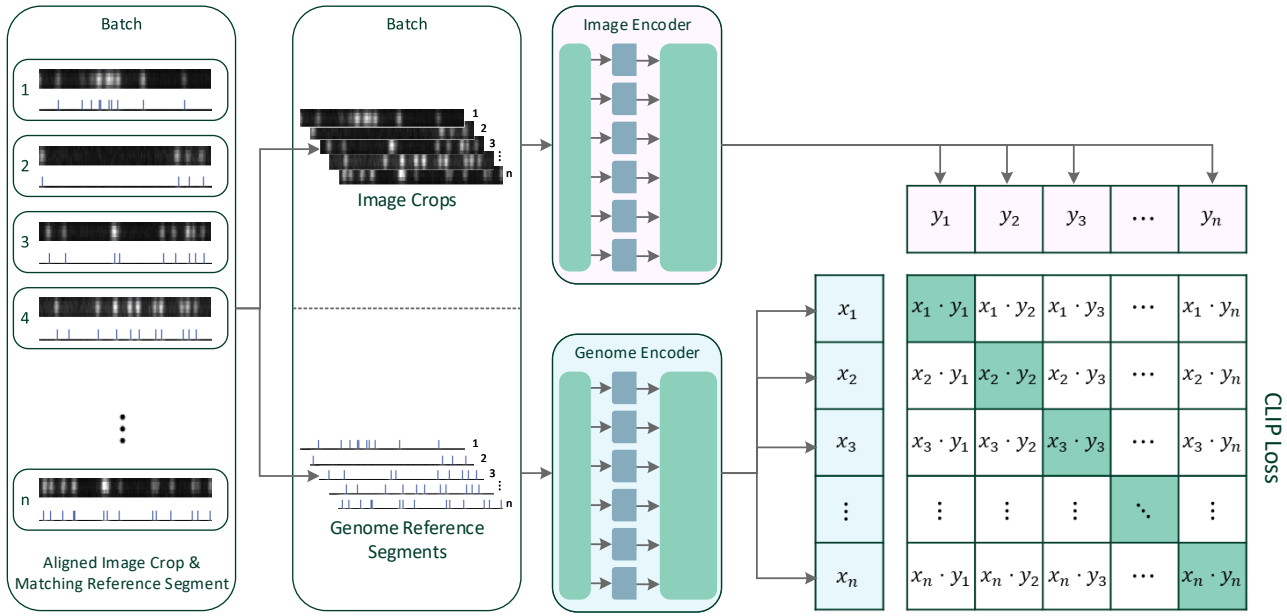 Batch
1
2
3
4
⋮
n
Aligned Image Crop &
Matching Reference Segment
Batch
1
2
3
⋮
n
Image Crops
1
2
3
⋮
n
Genome Reference
Segments
Image Encoder
Genome Encoder
y₁ y₂ y₃ ⋯ yₙ
x₁ x₁ · y₁ x₁ · y₂ x₁ · y₃ ⋯ x₁ · yₙ
x₂ x₂ · y₁ x₂ · y₂ x₂ · y₃ ⋯ x₂ · yₙ
x₃ x₃ · y₁ x₃ · y₂ x₃ · y₃ ⋯ x₃ · yₙ
⋮ ⋮ ⋮ ⋮ ⋱ ⋮
xₙ xₙ · y₁ xₙ · y₂ xₙ · y₃ ⋯ xₙ · yₙ
CLIP Loss